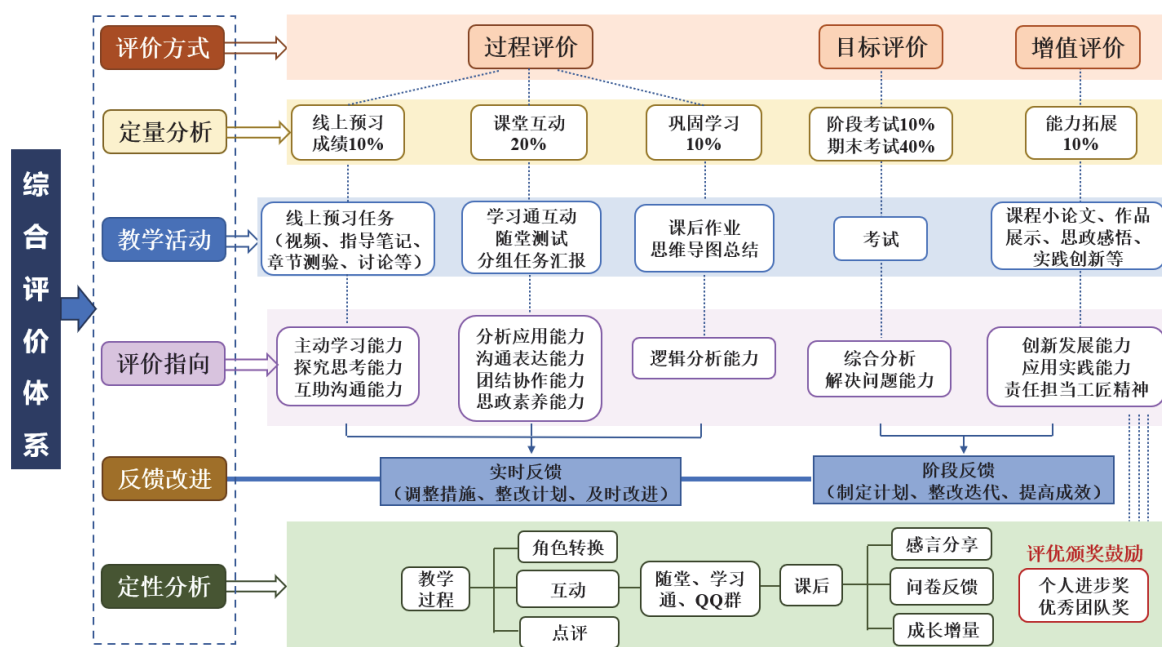 综合评价体系
评价方式
过程评价
目标评价
增值评价
定量分析
线上预习
成绩10%
课堂互动
20%
巩固学习
10%
阶段考试10%
期末考试40%
能力拓展
10%
教学活动
线上预习任务
（视频、指导笔记、
章节测验、讨论等）
学习通互动
随堂测试
分组任务汇报
课后作业
思维导图总结
考试
课程小论文、作品
展示、思政感悟、
实践创新等
评价指向
主动学习能力
探究思考能力
互助沟通能力
分析应用能力
沟通表达能力
团结协作能力
思政素养能力
逻辑分析能力
综合分析
解决问题能力
创新发展能力
应用实践能力
责任担当工匠精神
反馈改进
实时反馈
（调整措施、整改计划、及时改进）
阶段反馈
（制定计划、整改迭代、提高成效）
定性分析
教学
过程
角色转换
互动
点评
随堂、学习
通、QQ群
课后
感言分享
问卷反馈
成长增量
评优颁奖鼓励
个人进步奖
优秀团队奖